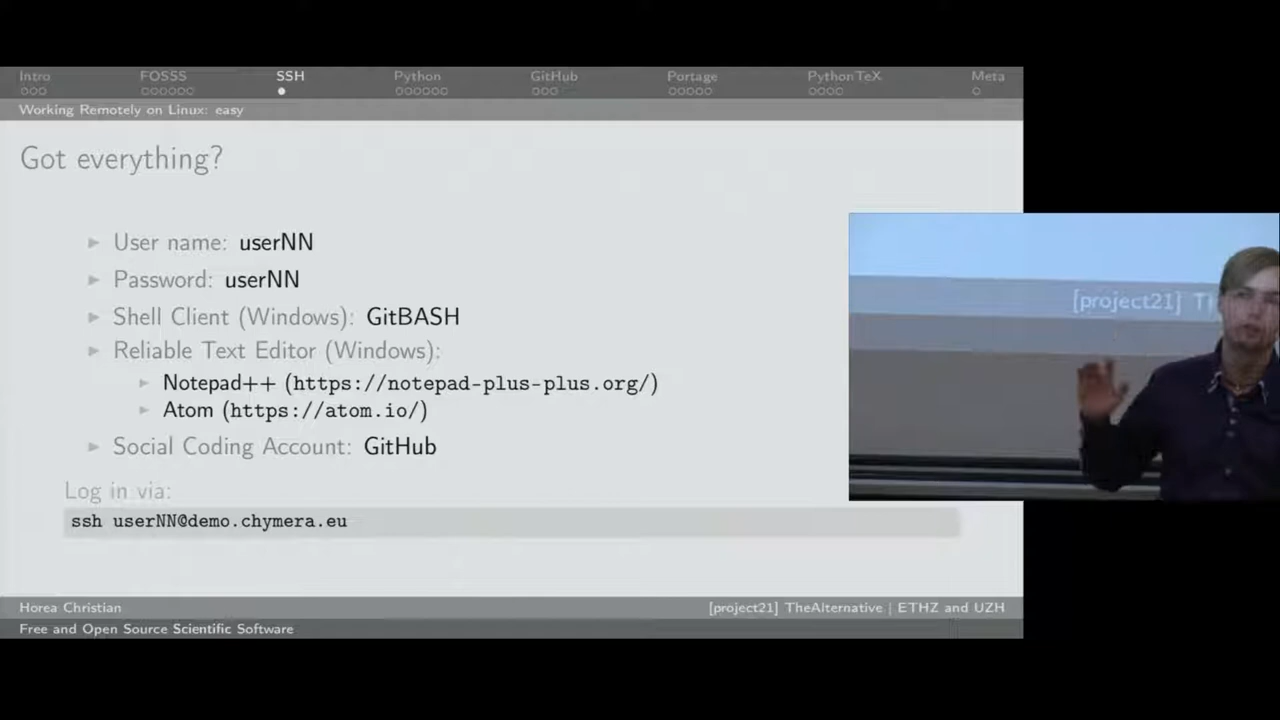 Intro FOSSS SSH Python GitHub Portage PythonTeX Meta
Working Remotely on Linux: easy
Got everything?
User name: userNN
Password: userNN
Shell Client (Windows): GitBASH
Reliable Text Editor (Windows):
Notepad++ (https://notepad-plus-plus.org/)
Atom (https://atom.io/)
Social Coding Account: GitHub
Log in via:
ssh userNN@demo.chymera.eu
[project21] T
Horea Christian [project21] TheAlternative | ETHZ and UZH
Free and Open Source Scientific Software